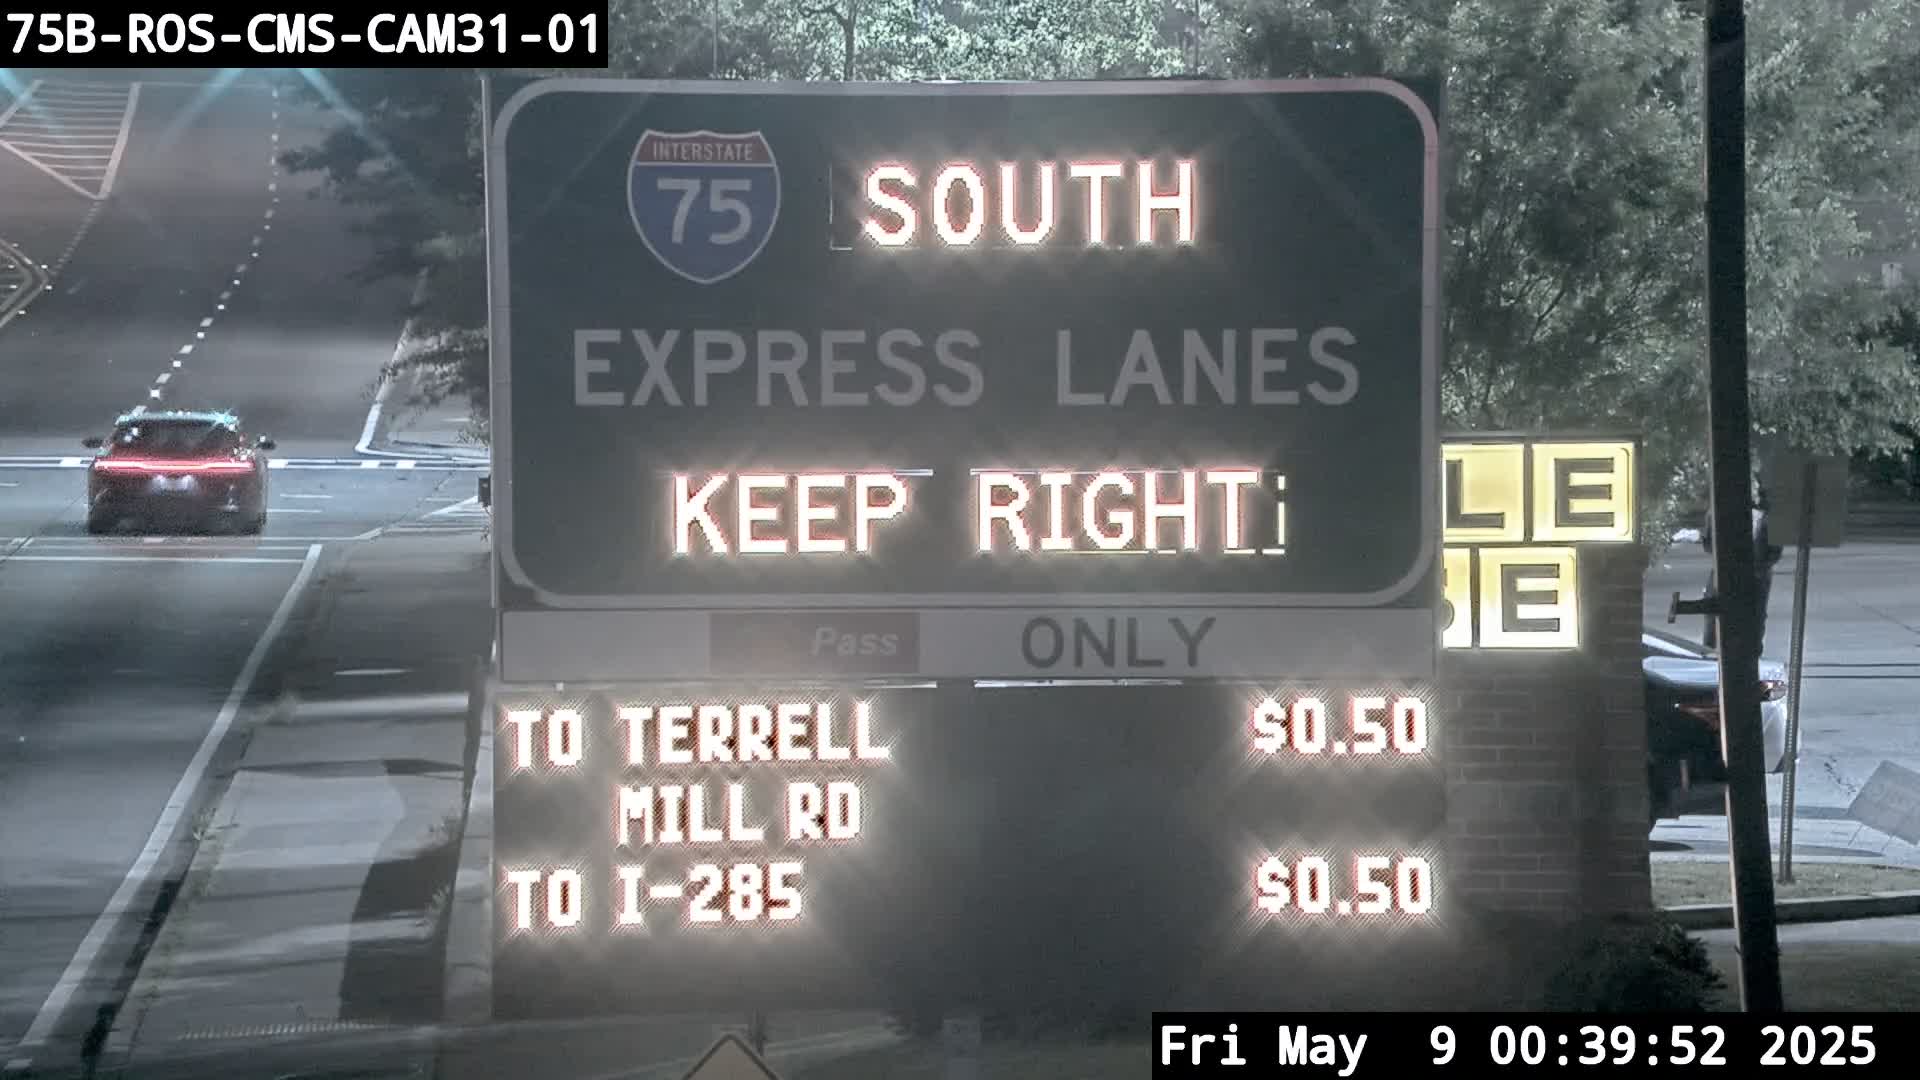 75B-ROS-CMS-CAM31-01
INTERSTATE
75
SOUTH
EXPRESS LANES
KEEP RIGHT
Pass ONLY
TO TERRELL $0.50
MILL RD
TO I-285 $0.50
LE
E
Fri May 9 00:39:52 2025